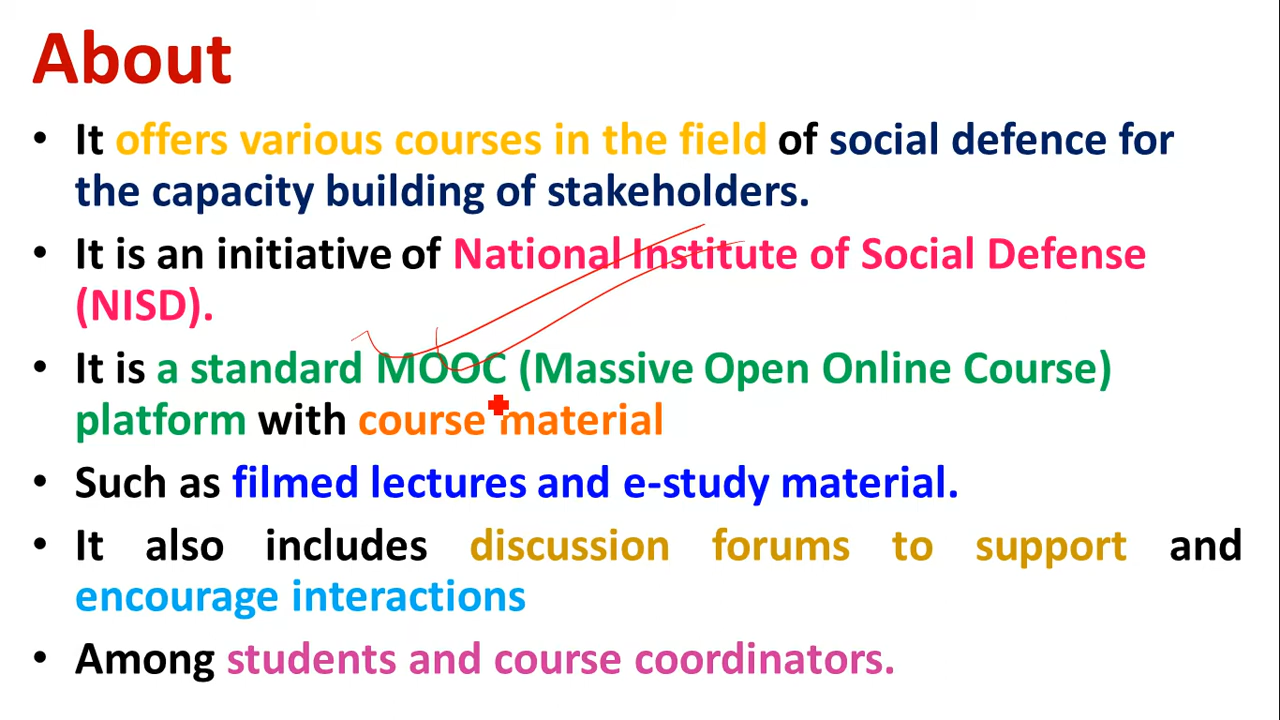 About
• It offers various courses in the field of social defence for
the capacity building of stakeholders.
• It is an initiative of National Institute of Social Defense
(NISD).
• It is a standard MOOC (Massive Open Online Course)
platform with course material
• Such as filmed lectures and e-study material.
• It also includes discussion forums to support and
encourage interactions
• Among students and course coordinators.